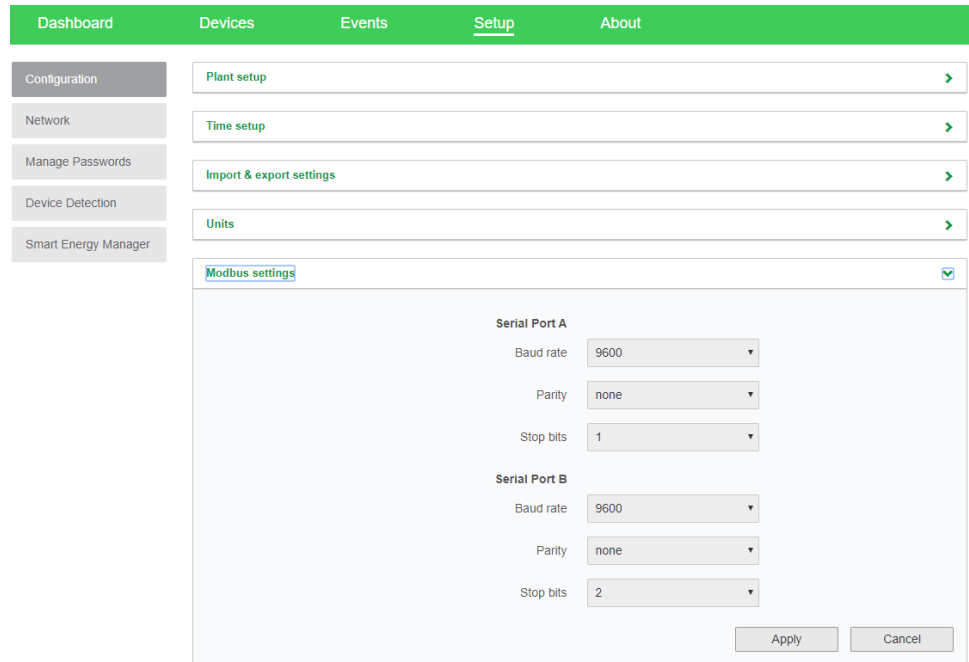 Dashboard Devices Events Setup About
Configuration
Network
Manage Passwords
Device Detection
Smart Energy Manager
Plant setup
Time setup
Import & export settings
Units
Modbus settings
Serial Port A
Baud rate 9600
Parity none
Stop bits 1
Serial Port B
Baud rate 9600
Parity none
Stop bits 2
Apply Cancel